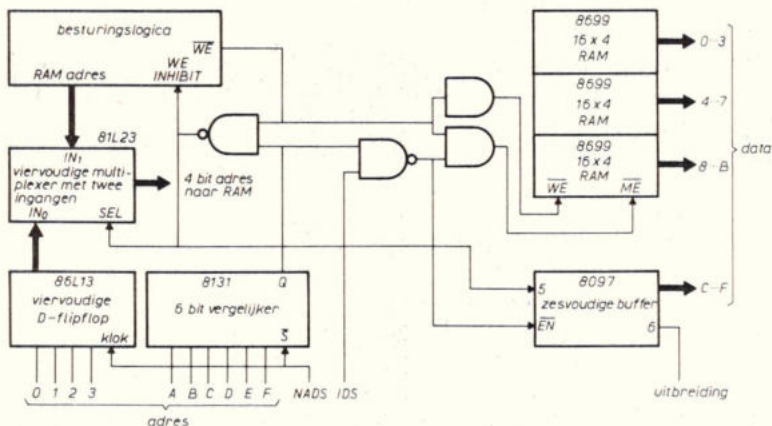 besturingslogica
WE
WE
INHIBIT
RAM adres
81L23
IN1
viervoudige multi-
plexer met twee
ingangen
IN0
SEL
4 bit adres
naar RAM
86L13
viervoudige
D-flipflop
klok
8131
Q
6 bit vergelijker
S
0 1 2 3
A B C D E F
NADS IDS
adres
8699
16 x 4
RAM
8699
16 x 4
RAM
8699
16 x 4
RAM
WE
ME
0-3
4-7
8-B
data
8097
zesvoudige buffer
5
EN
6
C-F
uitbreiding